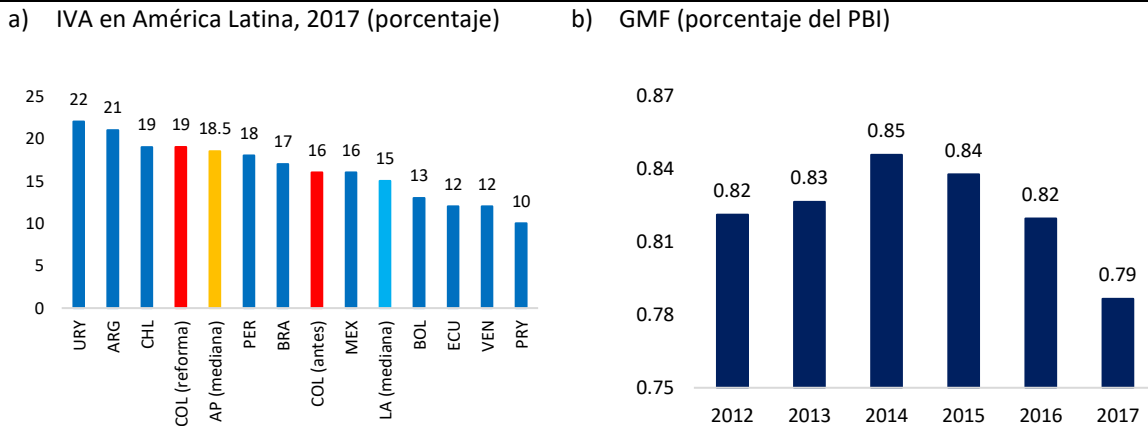 a) IVA en América Latina, 2017 (porcentaje)
25
20
15
10
5
0
22
21
19
19
18.5
18
17
16
16
15
13
12
12
10
URY
ARG
CHL
COL (reforma)
AP (mediana)
PER
BRA
COL (antes)
MEX
LA (mediana)
BOL
ECU
VEN
PRY
b) GMF (porcentaje del PBI)
0.87
0.84
0.81
0.78
0.75
0.82
0.83
0.85
0.84
0.82
0.79
2012
2013
2014
2015
2016
2017